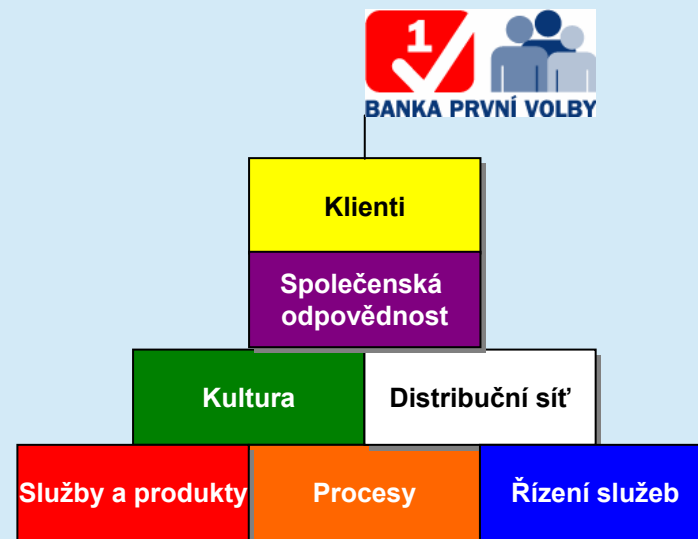 1
BANKA PRVNÍ VOLBY
Klienti
Společenská
odpovědnost
Kultura
Distribuční síť
Služby a produkty
Procesy
Řízení služeb